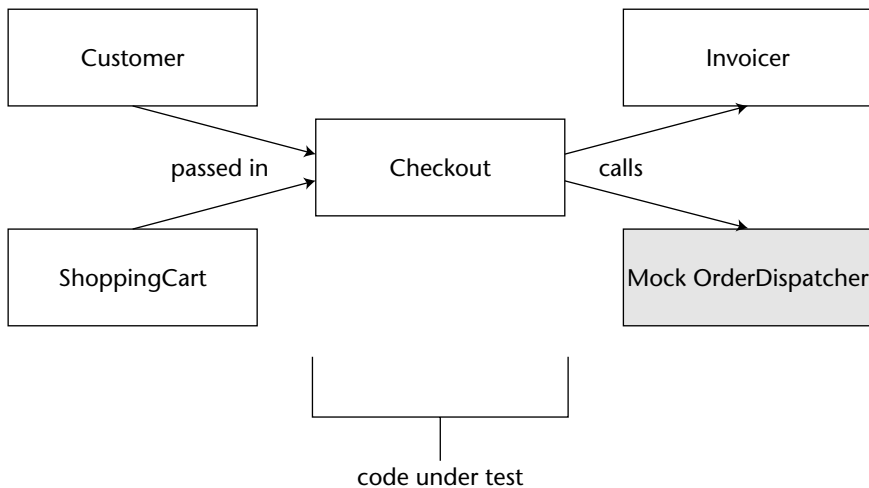 Customer
Invoicer
passed in
Checkout
calls
ShoppingCart
Mock OrderDispatcher
code under test